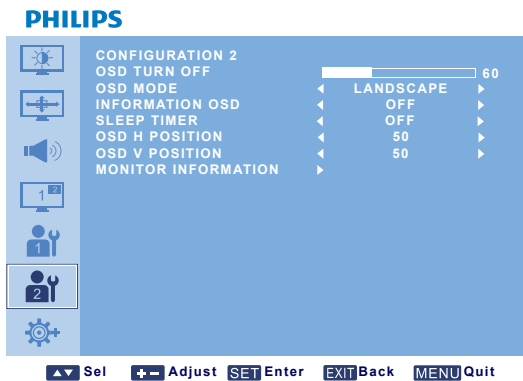 PHILIPS
CONFIGURATION 2
OSD TURN OFF 60
OSD MODE LANDSCAPE
INFORMATION OSD OFF
SLEEP TIMER OFF
OSD H POSITION 50
OSD V POSITION 50
MONITOR INFORMATION
1 2
1
2
Sel Adjust SET Enter EXIT Back MENU Quit